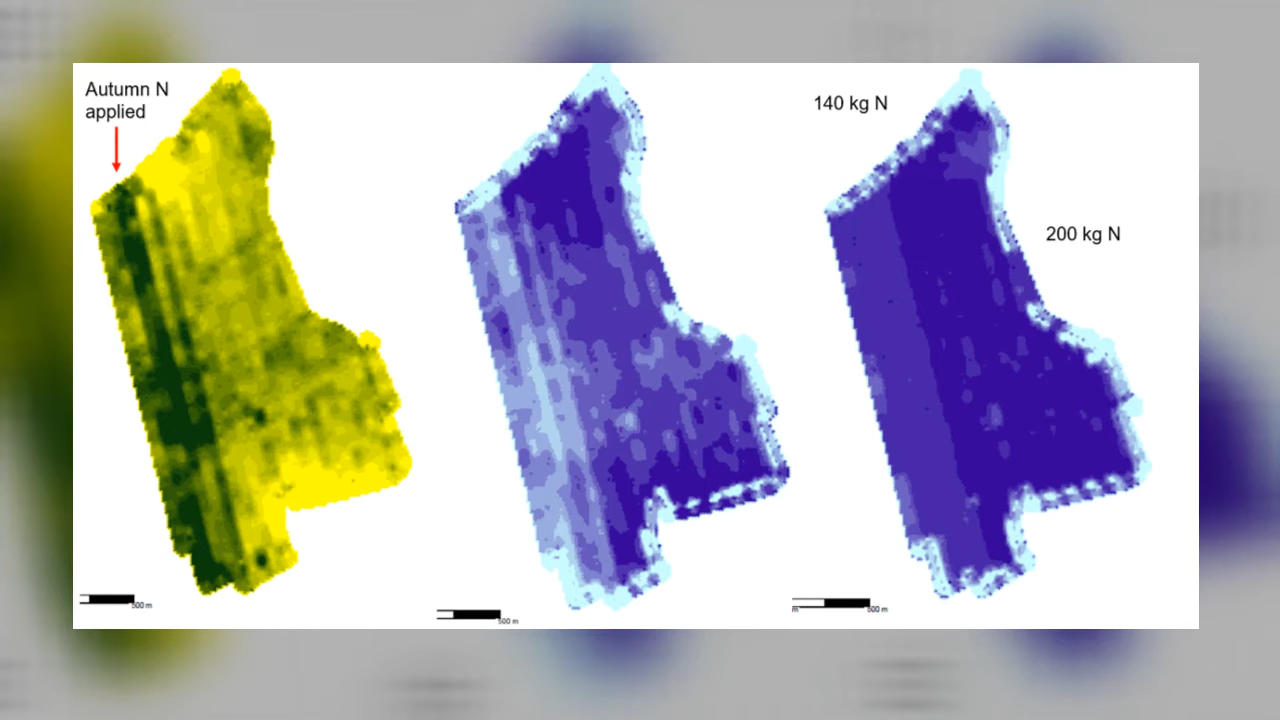 Autumn N
applied
140 kg N
200 kg N
500 m
500 m
m
500 m